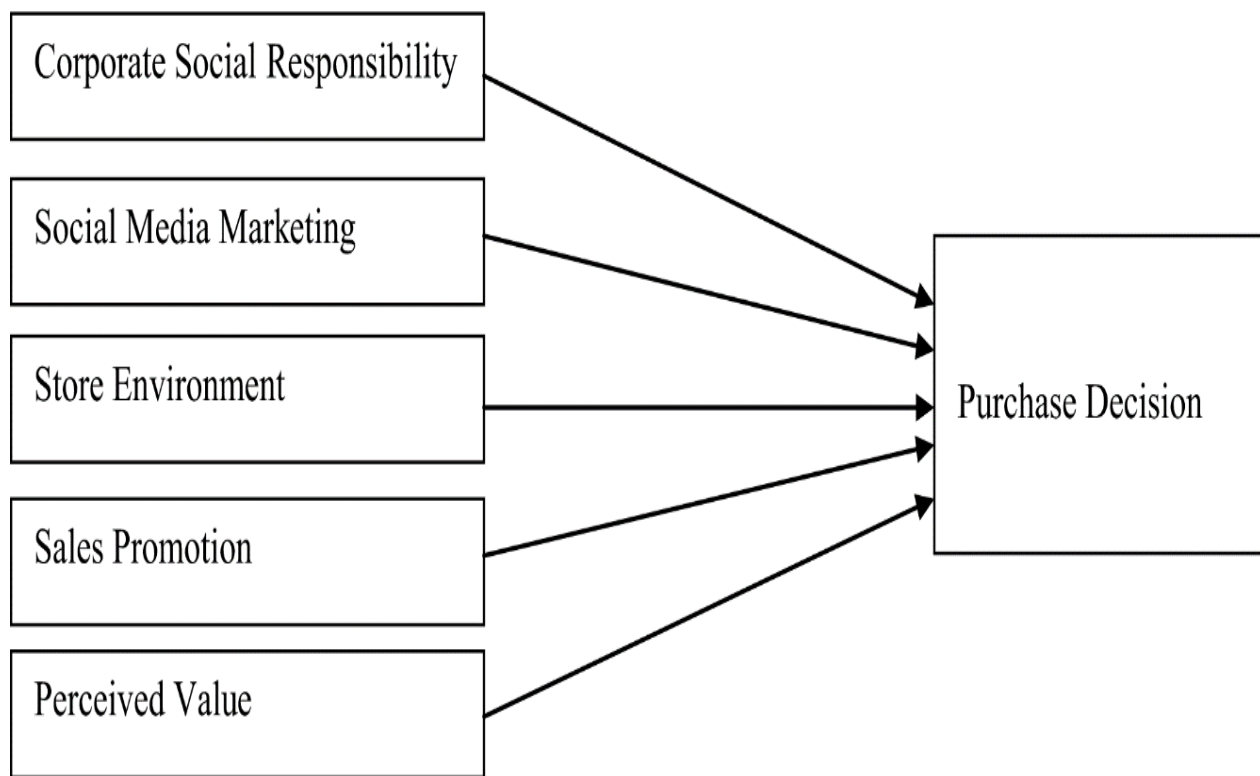 Corporate Social Responsibility
Social Media Marketing
Store Environment
Sales Promotion
Perceived Value
Purchase Decision